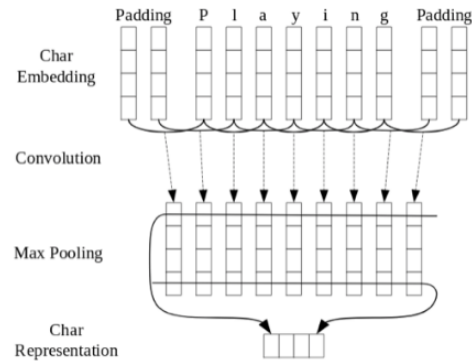 Padding P l a y i n g Padding
Char
Embedding
Convolution
Max Pooling
Char
Representation